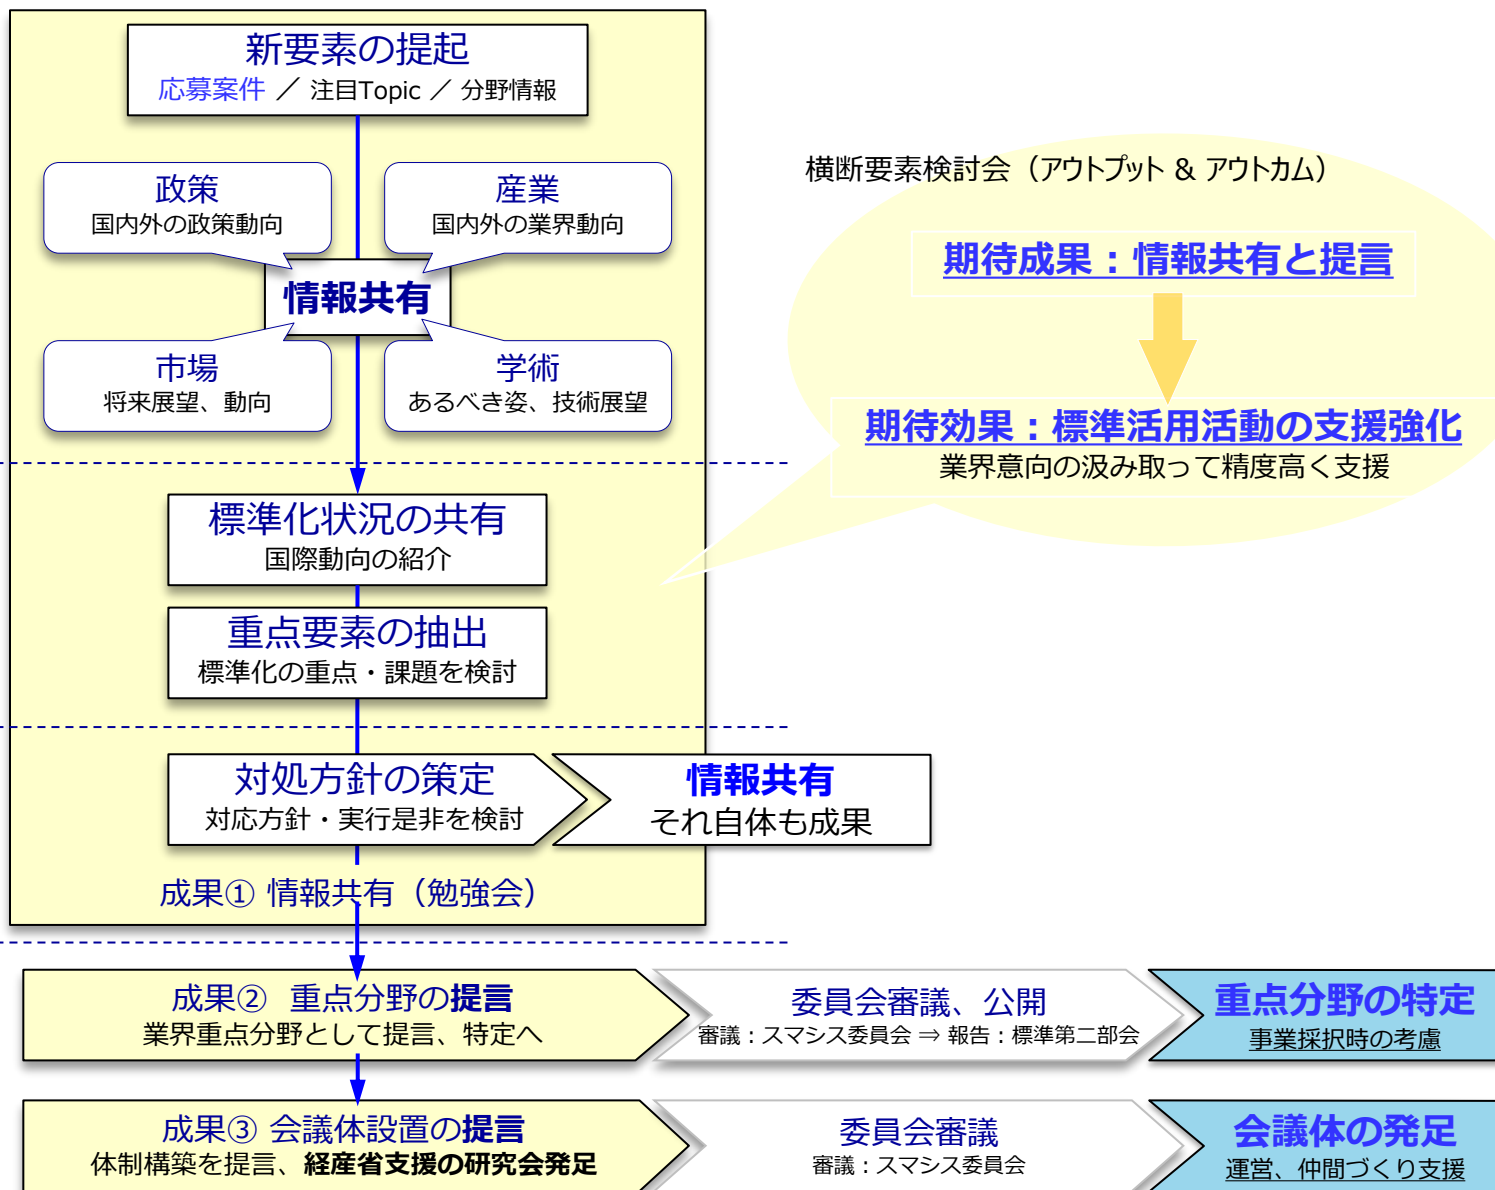 新要素の提起
応募案件 ／ 注目Topic ／ 分野情報
政策
国内外の政策動向
産業
国内外の業界動向
情報共有
市場
将来展望、動向
学術
あるべき姿、技術展望
標準化状況の共有
国際動向の紹介
重点要素の抽出
標準化の重点・課題を検討
対処方針の策定
対応方針・実行是非を検討
情報共有
それ自体も成果
成果① 情報共有（勉強会）
横断要素検討会（アウトプット & アウトカム）
期待成果：情報共有と提言
期待効果：標準活用活動の支援強化
業界意向の汲み取って精度高く支援
成果② 重点分野の提言
業界重点分野として提言、特定へ
委員会審議、公開
審議：スマシス委員会 ⇒ 報告：標準第二部会
重点分野の特定
事業採択時の考慮
成果③ 会議体設置の提言
体制構築を提言、経産省支援の研究会発足
委員会審議
審議：スマシス委員会
会議体の発足
運営、仲間づくり支援